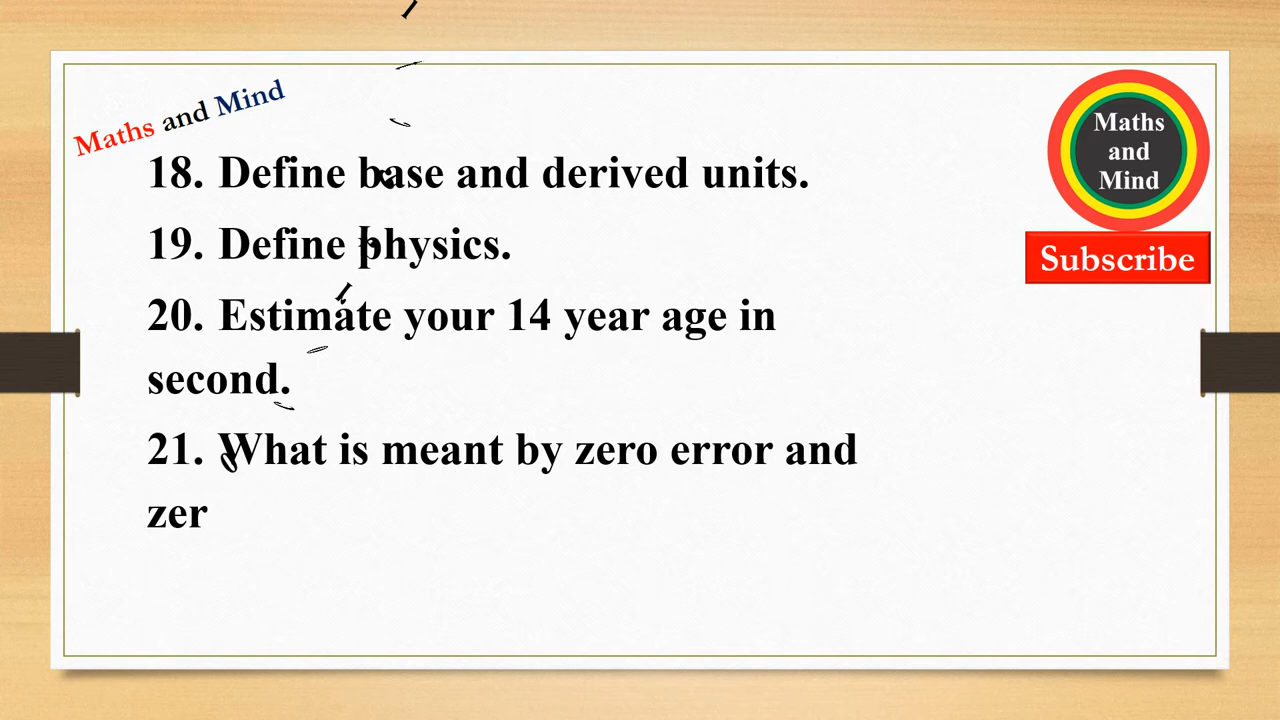 Maths and Mind
18. Define base and derived units.
19. Define physics.
20. Estimate your 14 year age in
second.
21. What is meant by zero error and
zer
Maths
and
Mind
Subscribe